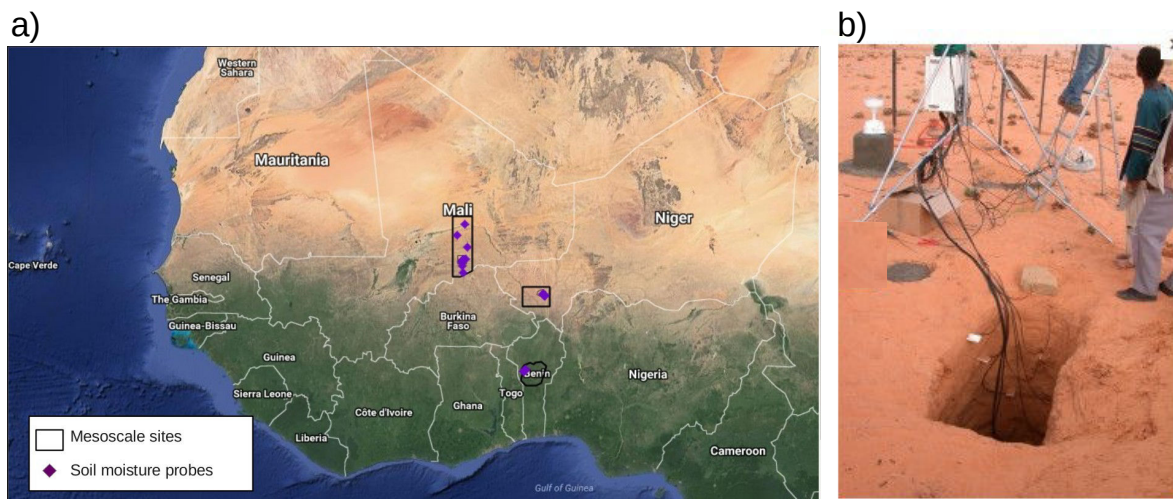 a)
b)
Western
Sahara
Mauritania
Mali
Niger
Cape Verde
Senegal
The Gambia
Guinea-Bissau
Burkina
Faso
Guinea
Benin
Nigeria
Togo
Sierra Leone
Côte d'Ivoire
Ghana
Liberia
Cameroon
Gulf of Guinea
Mesoscale sites
Soil moisture probes